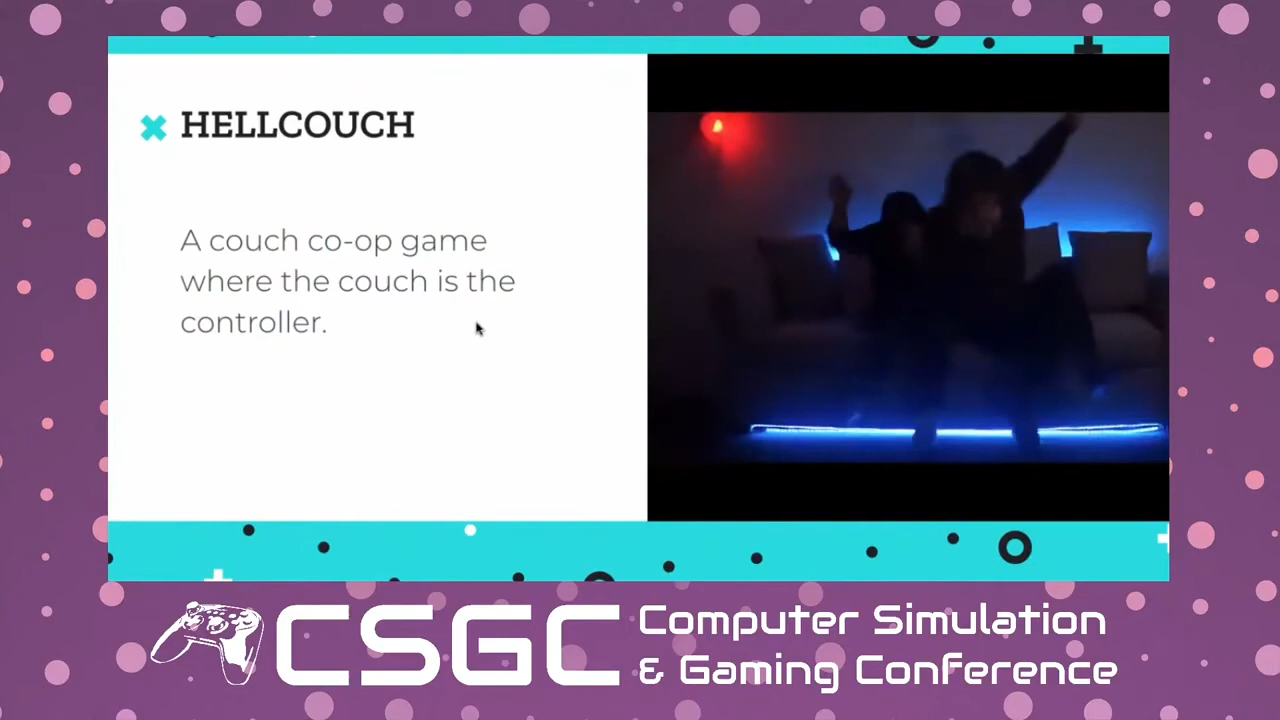 HELLCOUCH
A couch co-op game
where the couch is the
controller.
CSGC
Computer Simulation
& Gaming Conference